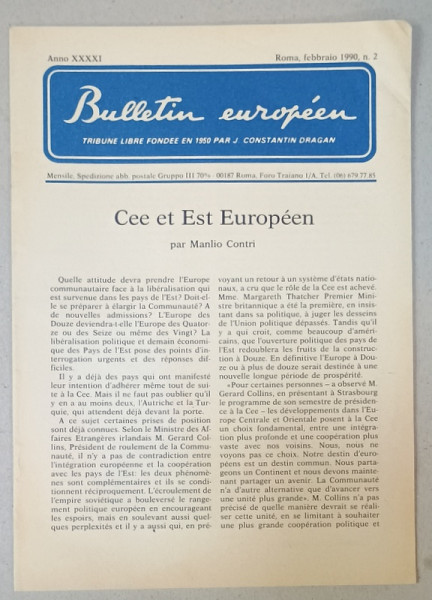 Anno XXXXI Roma, febbraio 1990, n. 2
Bulletin européen
TRIBUNE LIBRE FONDEE EN 1950 PAR J. CONSTANTIN DRAGAN
Mensile. Spedizione abb. postale Gruppo III 70% - 00187 Roma, Foro Traiano 1/A, Tel. (06) 679.77.85
Cee et Est Européen
par Manlio Contri
Quelle attitude devra prendre l'Europe
communautaire face à la libéralisation qui
est survenue dans les pays de l'Est? Doit-el-
le se préparer à élargir la Communauté? A
de nouvelles admissions? L'Europe des
Douze deviendra-t-elle l'Europe des Quator-
ze ou des Seize ou même des Vingt? La
libéralisation politique et demain économi-
que des Pays de l'Est pose des points d'in-
terrogation urgents et des réponses dif-
ficiles.
Il y a déjà des pays qui ont manifesté
leur intention d'adhérer même tout de sui-
te à la Cee. Mais il ne faut pas oublier qu'il
y en a au moins deux, l'Autriche et la Tur-
quie, qui attendent déjà devant la porte.
A ce sujet certaines prises de position
sont déjà connues. Selon le Ministre des Af-
faires Etrangères irlandais M. Gerard Col-
lins, Président de roulement de la Commu-
nauté, il n'y a pas de contradiction entre
l'intégration européenne et la coopération
avec les pays de l'Est: les deux phénomè-
nes sont complémentaires et ils se condi-
tionnent réciproquement. L'écroulement de
l'empire soviétique a bouleversé le range-
ment politique européen en encourageant
les espoirs, mais en soulevant aussi quel-
ques perplexités et il y a aussi qui, en pré-
voyant un retour à un système d'états natio-
naux, a cru que le rôle de la Cee est achevé.
Mme. Margareth Thatcher Premier Mini-
stre britannique a été la première, en insis-
tant dans sa politique, à juger les desseins
de l'Union politique dépassés. Tandis qu'il
y a qui croit, comme beaucoup d'améri-
cains, que l'ouverture politique des pays de
l'Est redoublera les fruits de la construc-
tion à Douze. En définitive l'Europe à Dou-
ze ou à plus de douze serait destinée à une
nouvelle longue période de prospérité.
«Pour certaines personnes – a observé M.
Gerard Collins, en présentant à Strasbourg
le programme de son semestre de présiden-
ce à la Cee – les développements dans l'Eu-
rope Centrale et Orientale posent à la Cee
un choix fondamental, entre une intégra-
tion plus profonde et une coopération plus
vaste avec nos voisins. Nous, nous ne
voyons pas ce choix. Notre destin d'euro-
péens est un destin commun. Nous parta-
geons un Continent et nous devons mainte-
nant partager un avenir. La Communauté
n'a d'autre alternative que d'avancer vers
une unité plus grande». M. Collins n'a pas
précisé de quelle manière devrait se réali-
ser cette unité, en se limitant à souhaiter
une plus grande coopération politique et